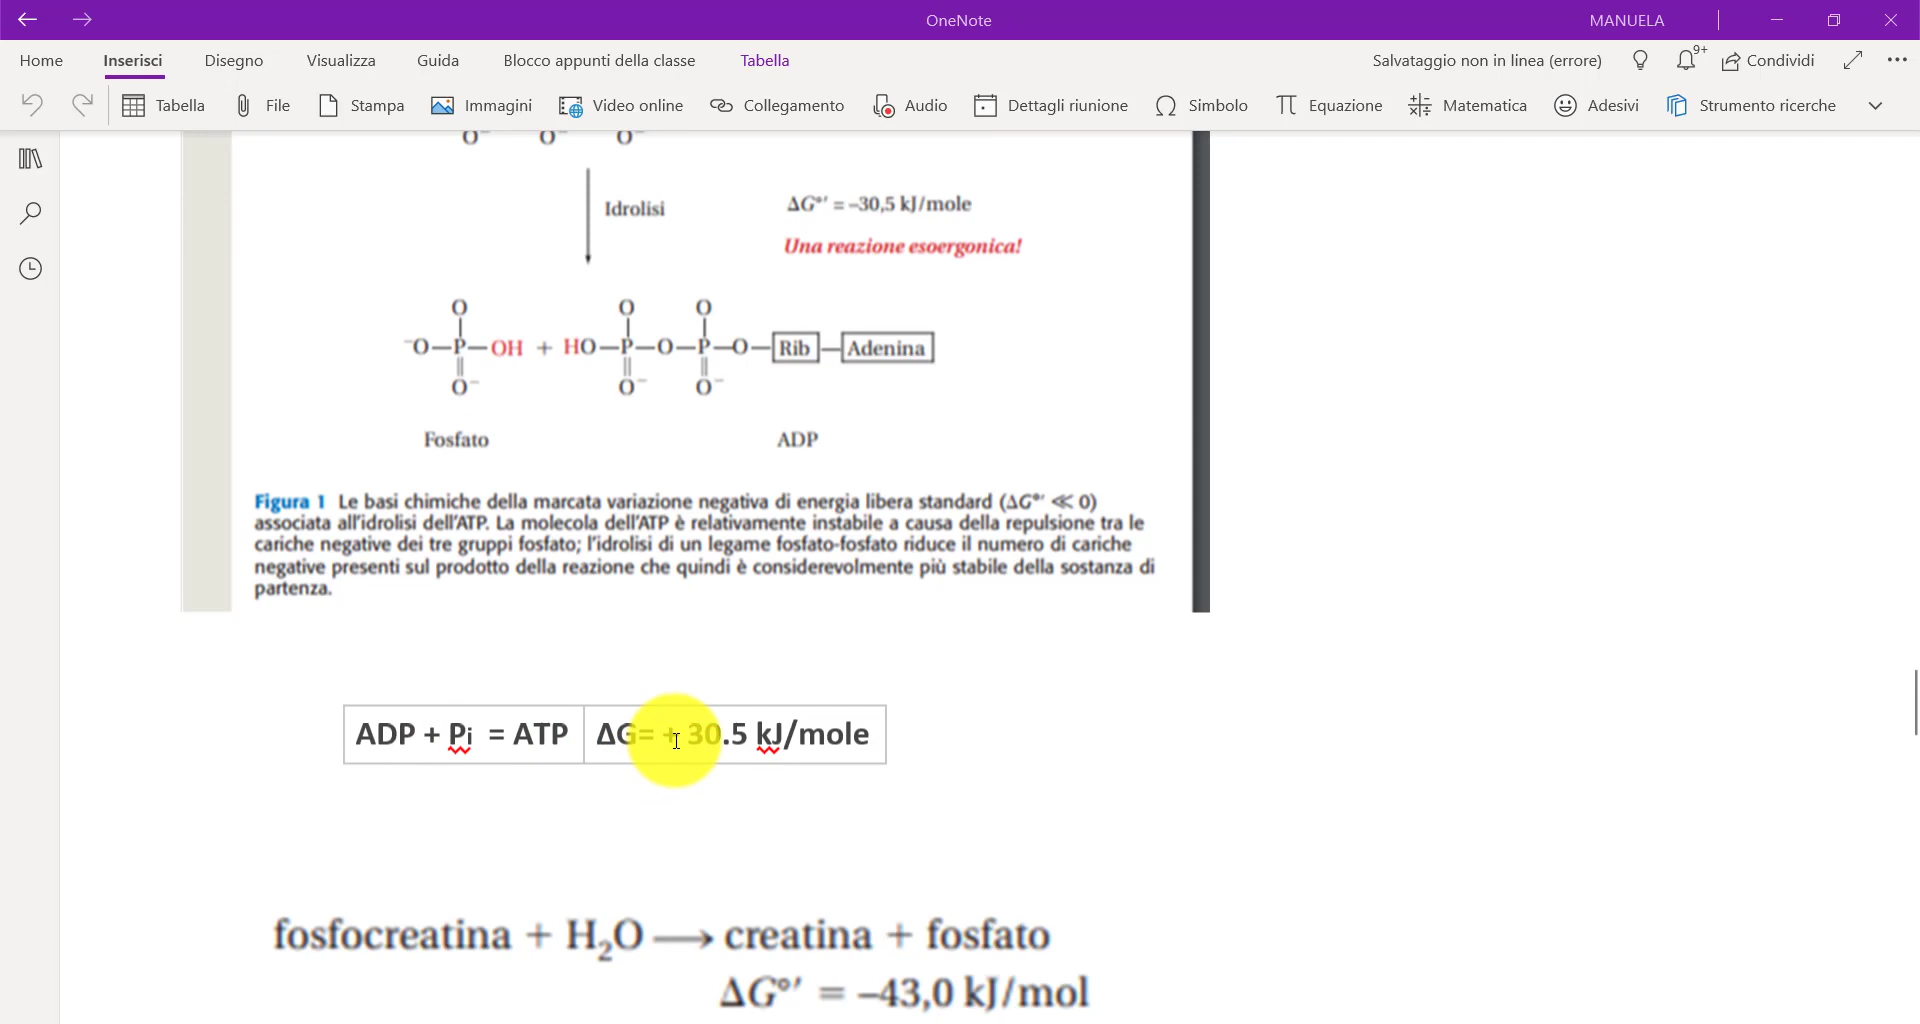 OneNote
MANUELA
Home Inserisci Disegno Visualizza Guida Blocco appunti della classe Tabella
Salvataggio non in linea (errore) 9+ Condividi
Tabella File Stampa Immagini Video online Collegamento Audio Dettagli riunione Simbolo Equazione Matematica Adesivi Strumento ricerche
O⁻ O⁻ O⁻
Idrolisi ΔG°′ = –30,5 kJ/mole
Una reazione esoergonica!
O O O
⁻O—P—OH + HO—P—O—P—O—Rib—Adenina
O⁻ O⁻ O⁻
Fosfato ADP
Figura 1 Le basi chimiche della marcata variazione negativa di energia libera standard (ΔG°′ ≪ 0)
associata all'idrolisi dell'ATP. La molecola dell'ATP è relativamente instabile a causa della repulsione tra le
cariche negative dei tre gruppi fosfato; l'idrolisi di un legame fosfato-fosfato riduce il numero di cariche
negative presenti sul prodotto della reazione che quindi è considerevolmente più stabile della sostanza di
partenza.
ADP + Pi = ATP ΔG= + 30.5 kJ/mole
fosfocreatina + H₂O ⟶ creatina + fosfato
ΔG°′ = –43,0 kJ/mol